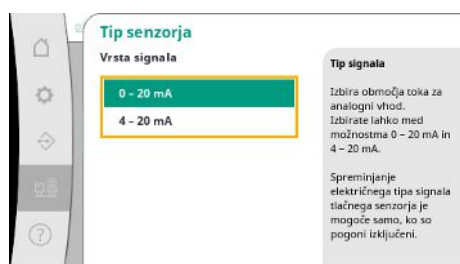 Tip senzorja
Vrsta signala
0 – 20 mA
4 – 20 mA
Tip signala
Izbira območja toka za
analogni vhod.
Izbirate lahko med
možnostma 0 – 20 mA in
4 – 20 mA.
Spreminjanje
električnega tipa signala
tlačnega senzorja je
mogoče samo, ko so
pogoni izključeni.